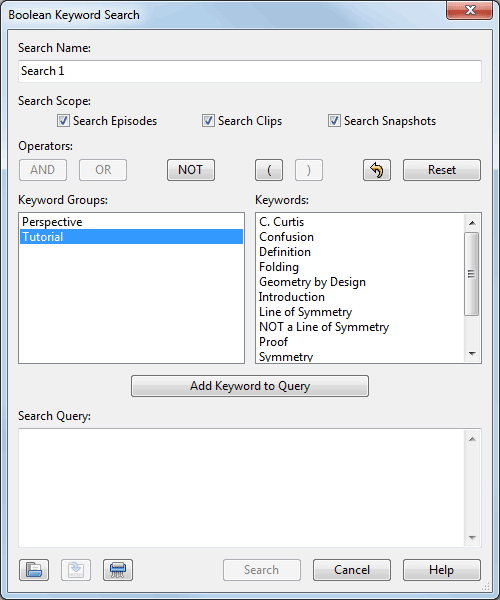 Boolean Keyword Search
Search Name:
Search 1
Search Scope:
Search Episodes Search Clips Search Snapshots
Operators:
AND OR NOT ( ) Reset
Keyword Groups: Keywords:
Perspective
Tutorial
C. Curtis
Confusion
Definition
Folding
Geometry by Design
Introduction
Line of Symmetry
NOT a Line of Symmetry
Proof
Symmetry
Add Keyword to Query
Search Query:
Search Cancel Help